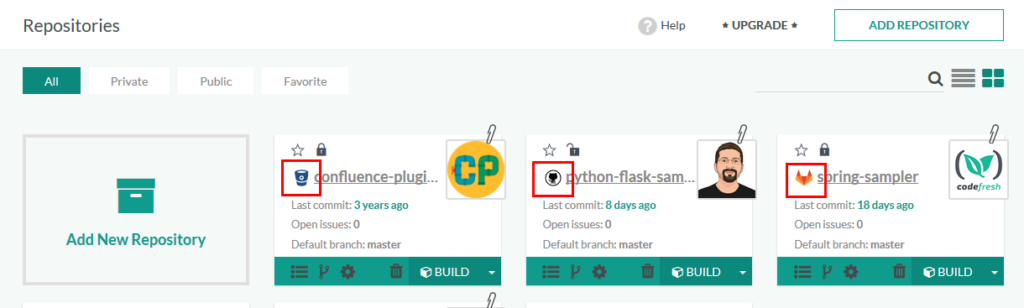 Repositories
Help
★ UPGRADE ★
ADD REPOSITORY
All
Private
Public
Favorite
Add New Repository
confluence-plugi...
CP
Last commit: 3 years ago
Open issues: 0
Default branch: master
BUILD
python-flask-sam...
Last commit: 8 days ago
Open issues: 0
Default branch: master
BUILD
spring-sampler
codefresh
Last commit: 18 days ago
Open issues: 0
Default branch: master
BUILD